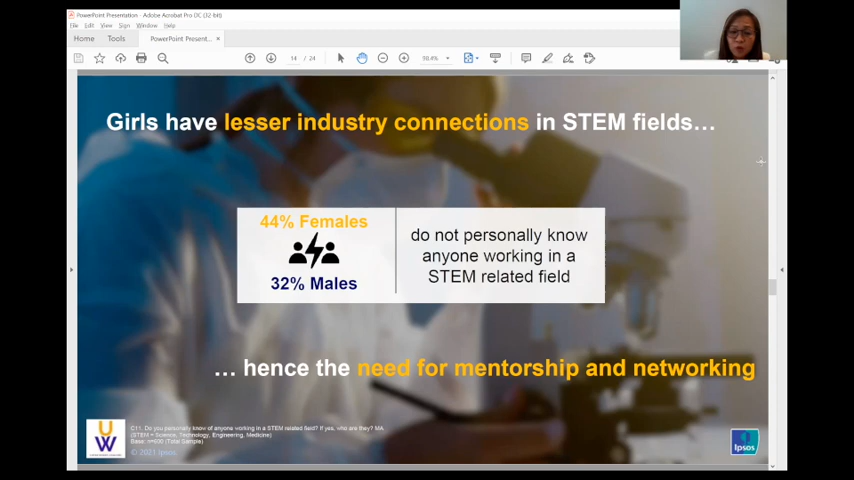 PowerPoint Presentation - Adobe Acrobat Pro DC (32-bit)
File Edit View Sign Window Help
Home Tools PowerPoint Present... ×
14 / 24
Girls have lesser industry connections in STEM fields...
44% Females
32% Males
do not personally know
anyone working in a
STEM related field
... hence the need for mentorship and networking
UW
C11. Do you personally know of anyone working in a STEM related field? If yes, who are they? MA.
(STEM = Science, Technology, Engineering, Medicine)
Base: n=600 (Total Sample)
© 2021 Ipsos
Ipsos